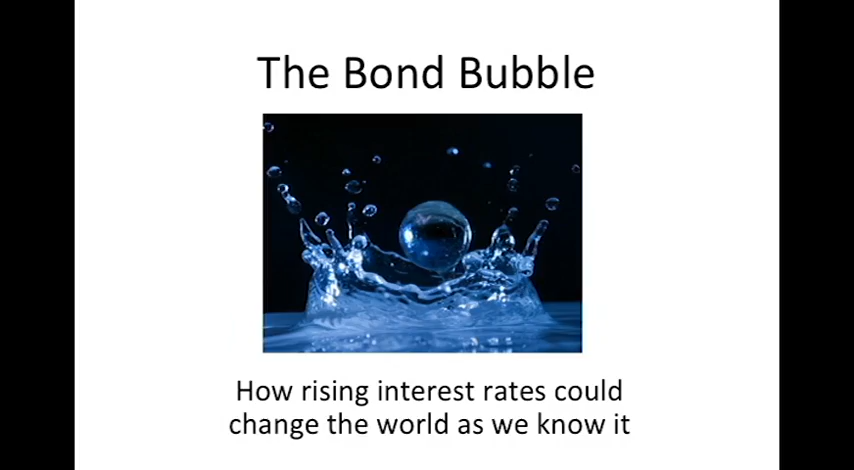 The Bond Bubble
How rising interest rates could
change the world as we know it